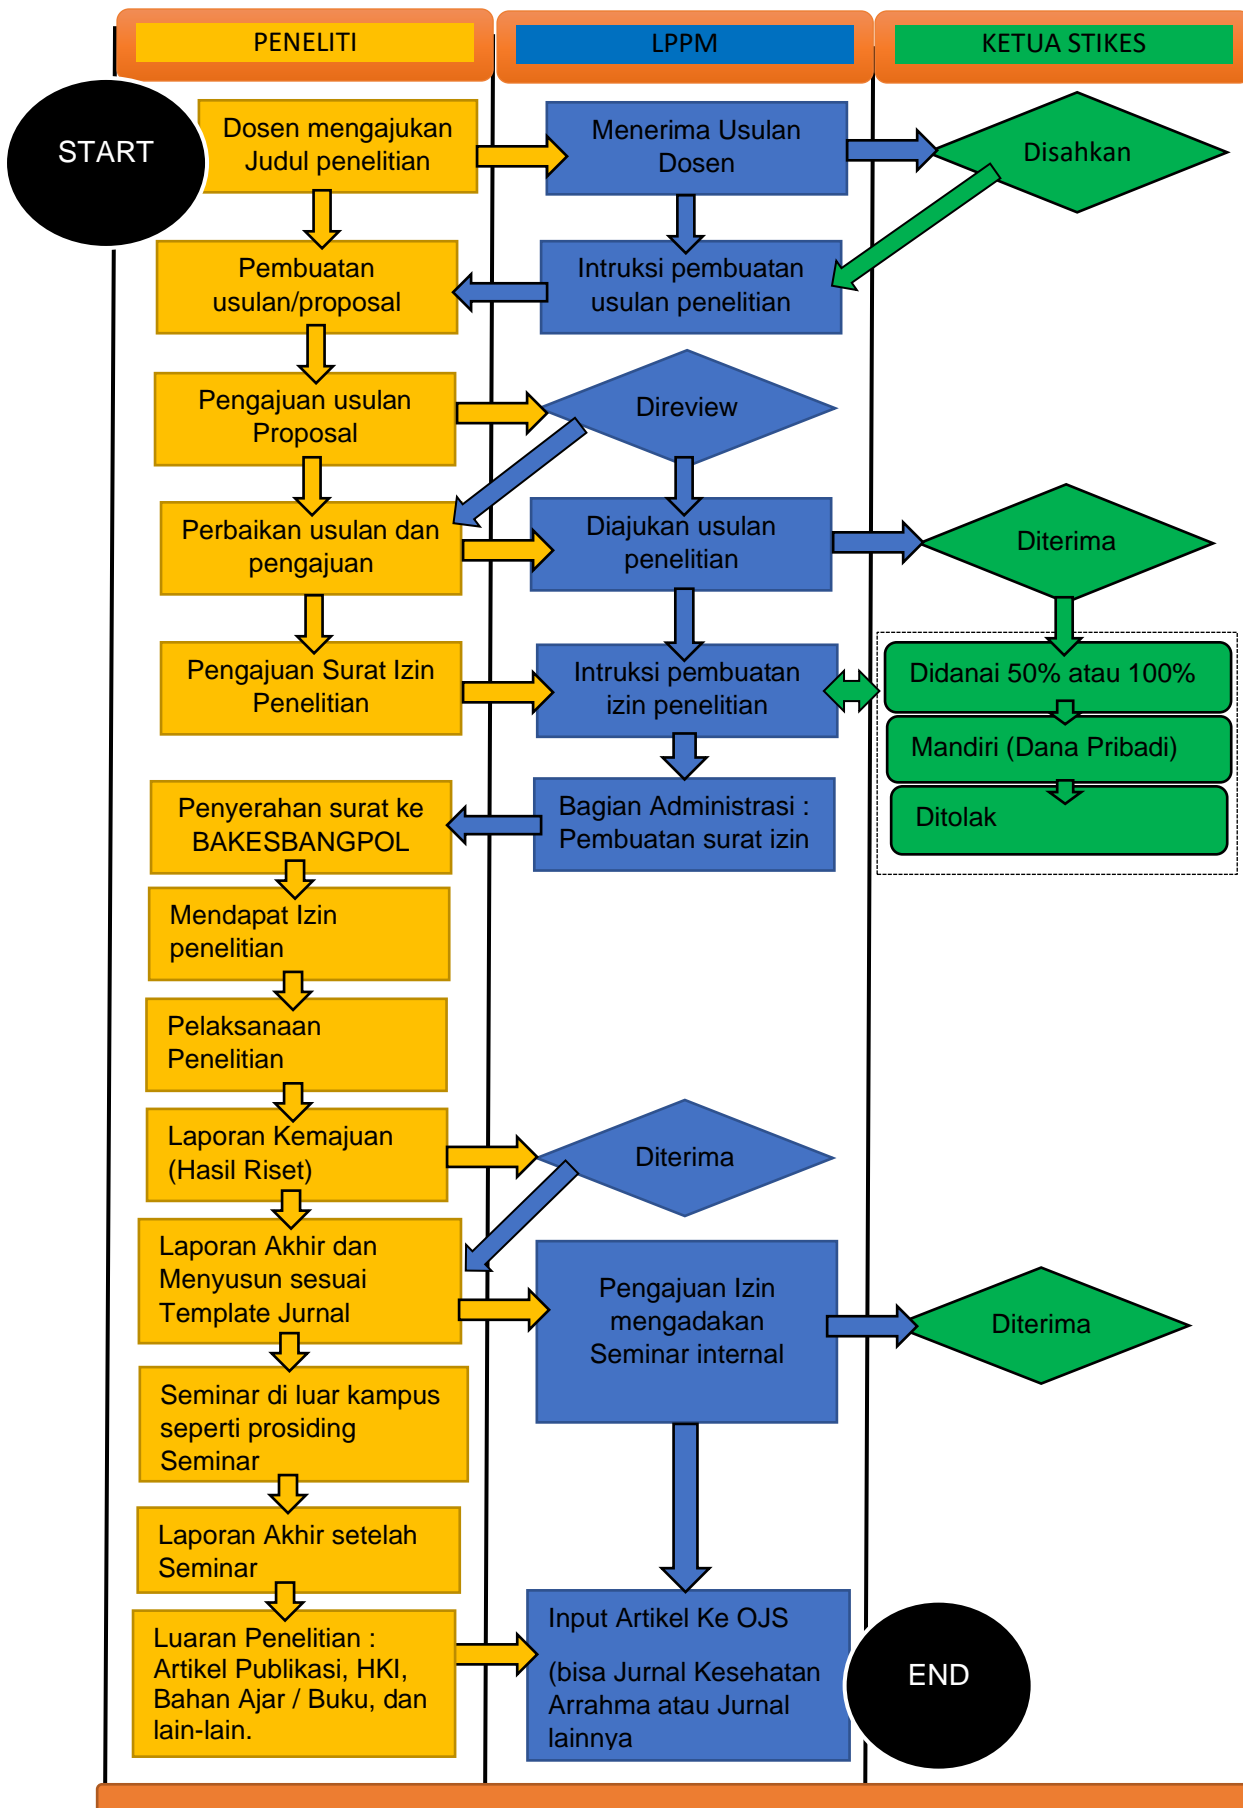 PENELITI
LPPM
KETUA STIKES
START
Dosen mengajukan
Judul penelitian
Menerima Usulan
Dosen
Disahkan
Pembuatan
usulan/proposal
Intruksi pembuatan
usulan penelitian
Pengajuan usulan
Proposal
Direview
Perbaikan usulan dan
pengajuan
Diajukan usulan
penelitian
Diterima
Pengajuan Surat Izin
Penelitian
Intruksi pembuatan
izin penelitian
Didanai 50% atau 100%
Mandiri (Dana Pribadi)
Ditolak
Penyerahan surat ke
BAKESBANGPOL
Bagian Administrasi :
Pembuatan surat izin
Mendapat Izin
penelitian
Pelaksanaan
Penelitian
Laporan Kemajuan
(Hasil Riset)
Diterima
Laporan Akhir dan
Menyusun sesuai
Template Jurnal
Pengajuan Izin
mengadakan
Seminar internal
Diterima
Seminar di luar kampus
seperti prosiding
Seminar
Laporan Akhir setelah
Seminar
Luaran Penelitian :
Artikel Publikasi, HKI,
Bahan Ajar / Buku, dan
lain-lain.
Input Artikel Ke OJS
(bisa Jurnal Kesehatan
Arrahma atau Jurnal
lainnya
END